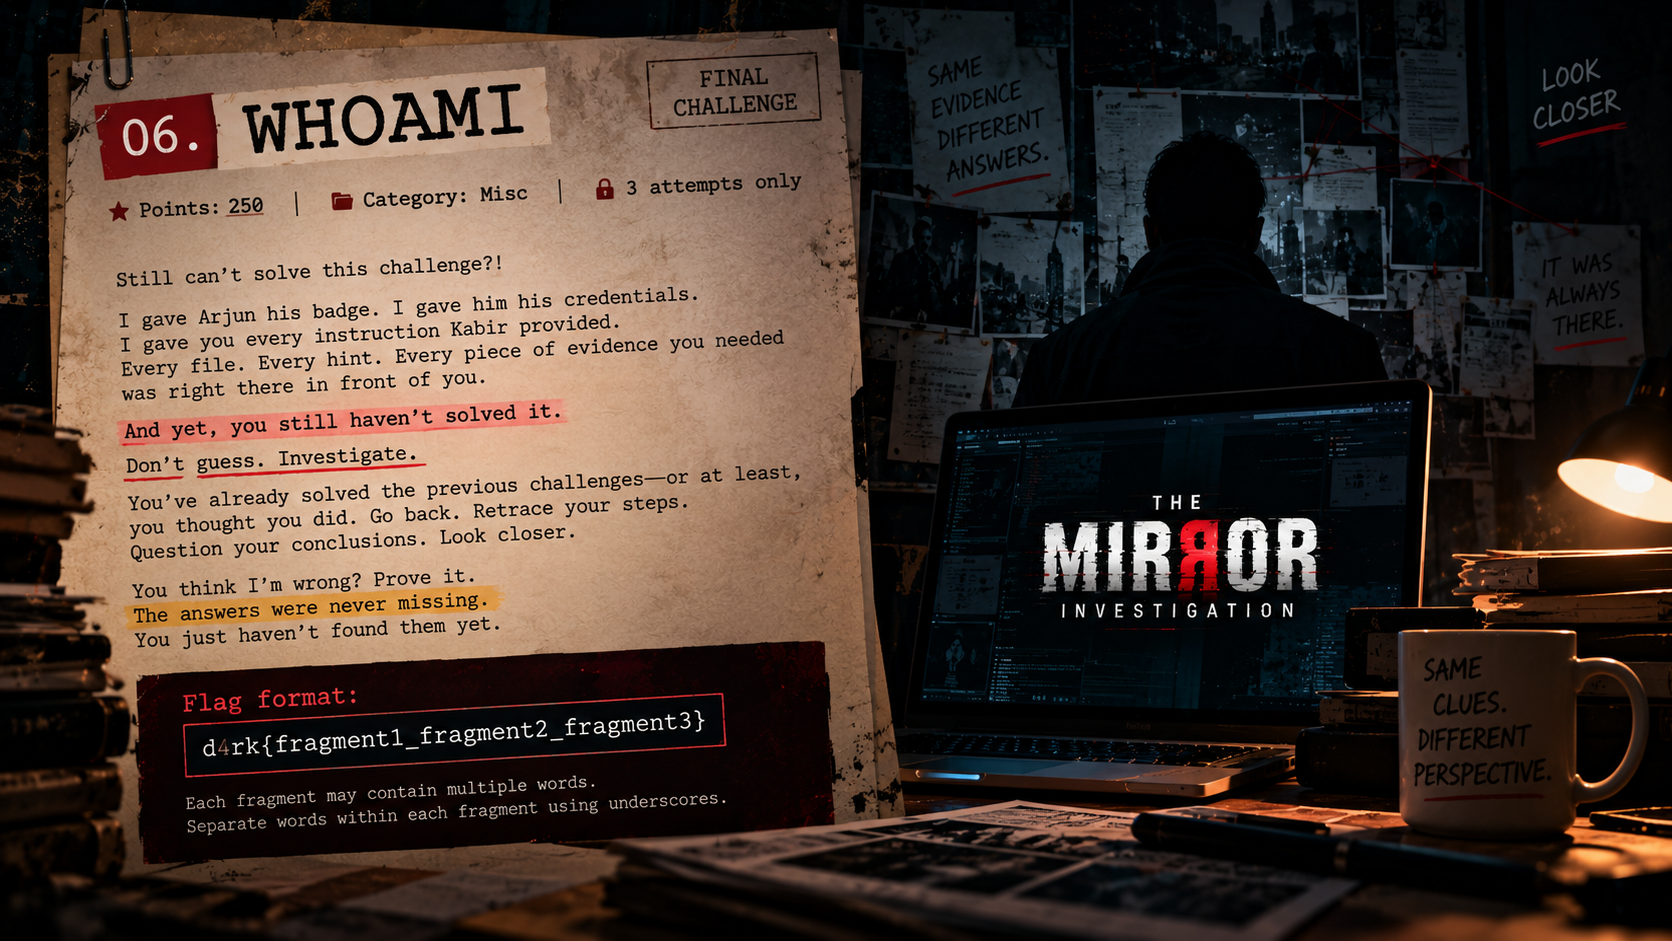 06. WHOAMI
FINAL
CHALLENGE
Points: 250 | Category: Misc | 3 attempts only
Still can't solve this challenge?!
I gave Arjun his badge. I gave him his credentials.
I gave you every instruction Kabir provided.
Every file. Every hint. Every piece of evidence you needed
was right there in front of you.
And yet, you still haven't solved it.
Don't guess. Investigate.
You've already solved the previous challenges—or at least,
you thought you did. Go back. Retrace your steps.
Question your conclusions. Look closer.
You think I'm wrong? Prove it.
The answers were never missing.
You just haven't found them yet.
Flag format:
d4rk{fragment1_fragment2_fragment3}
Each fragment may contain multiple words.
Separate words within each fragment using underscores.
SAME
EVIDENCE
DIFFERENT
ANSWERS.
LOOK
CLOSER
IT WAS
ALWAYS
THERE.
THE
MIRROR
INVESTIGATION
SAME
CLUES.
DIFFERENT
PERSPECTIVE.